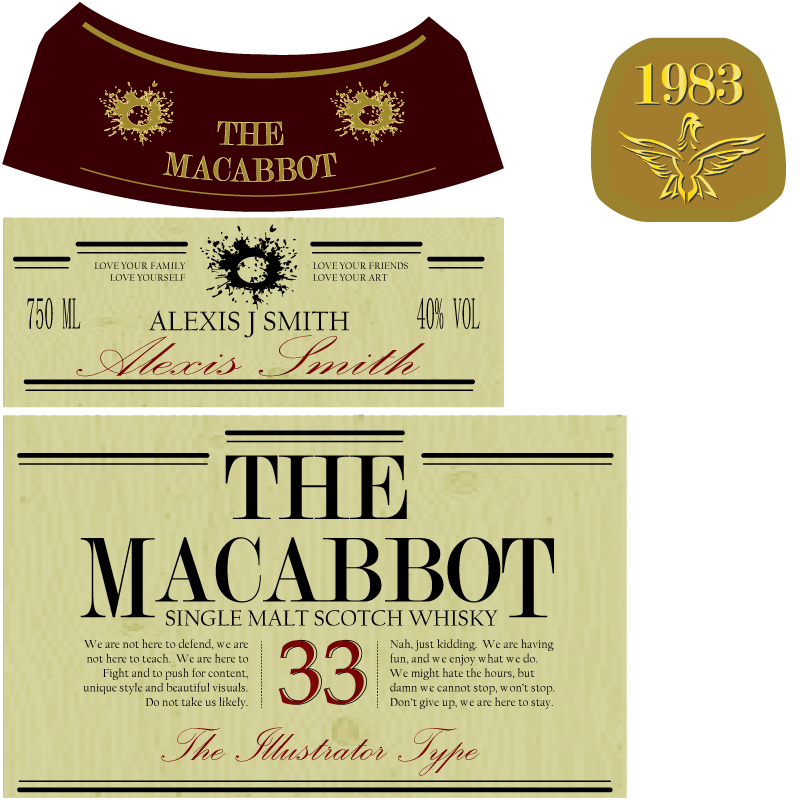 THE
MACABBOT
1983
LOVE YOUR FAMILY
LOVE YOURSELF
LOVE YOUR FRIENDS
LOVE YOUR ART
750 ML
ALEXIS J SMITH
40% VOL
Alexis Smith
THE
MACABBOT
SINGLE MALT SCOTCH WHISKY
We are not here to defend, we are
not here to teach. We are here to
Fight and to push for content,
unique style and beautiful visuals.
Do not take us likely.
33
Nah, just kidding. We are having
fun, and we enjoy what we do.
We might hate the hours, but
damn we cannot stop, won't stop.
Don't give up, we are here to stay.
The Illustrator Type